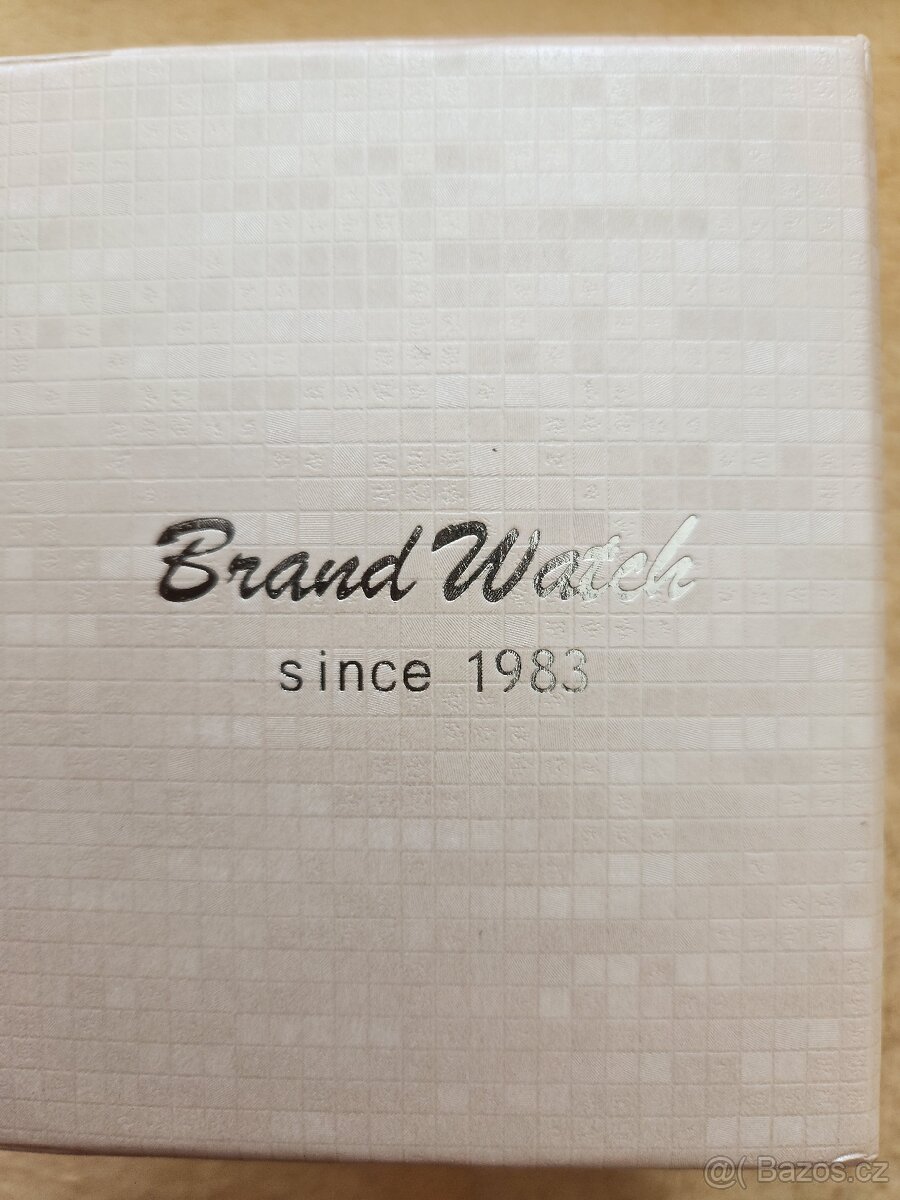 Brand Watch
since 1983
@( Bazos.cz